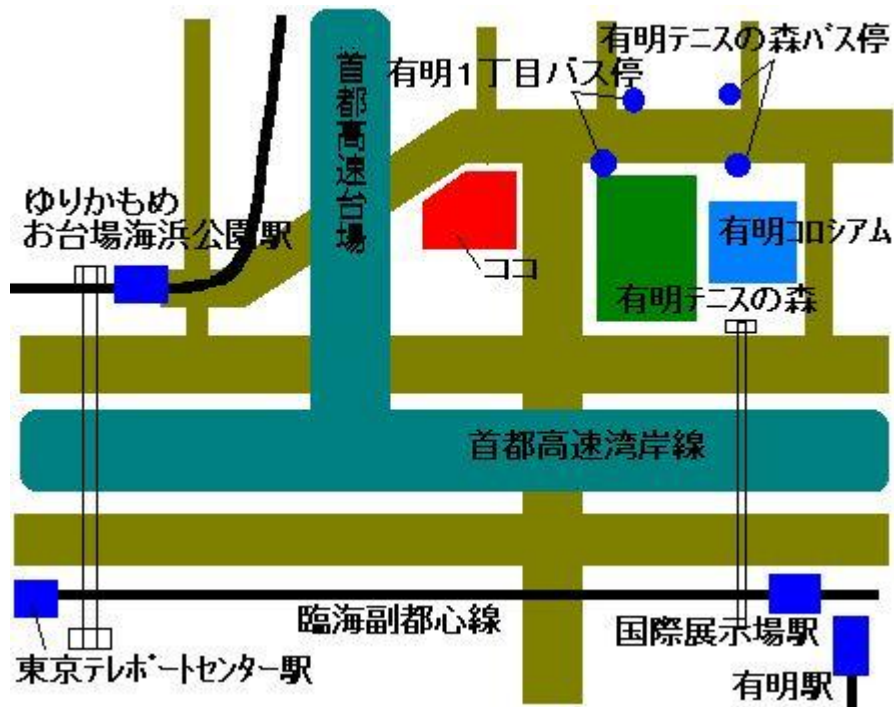 有明テニスの森バス停
有明1丁目バス停
首都高速台場
ゆりかもめ
お台場海浜公園駅
有明コロシアム
ココ
有明テニスの森
首都高速湾岸線
臨海副都心線
国際展示場駅
東京テレポートセンター駅
有明駅